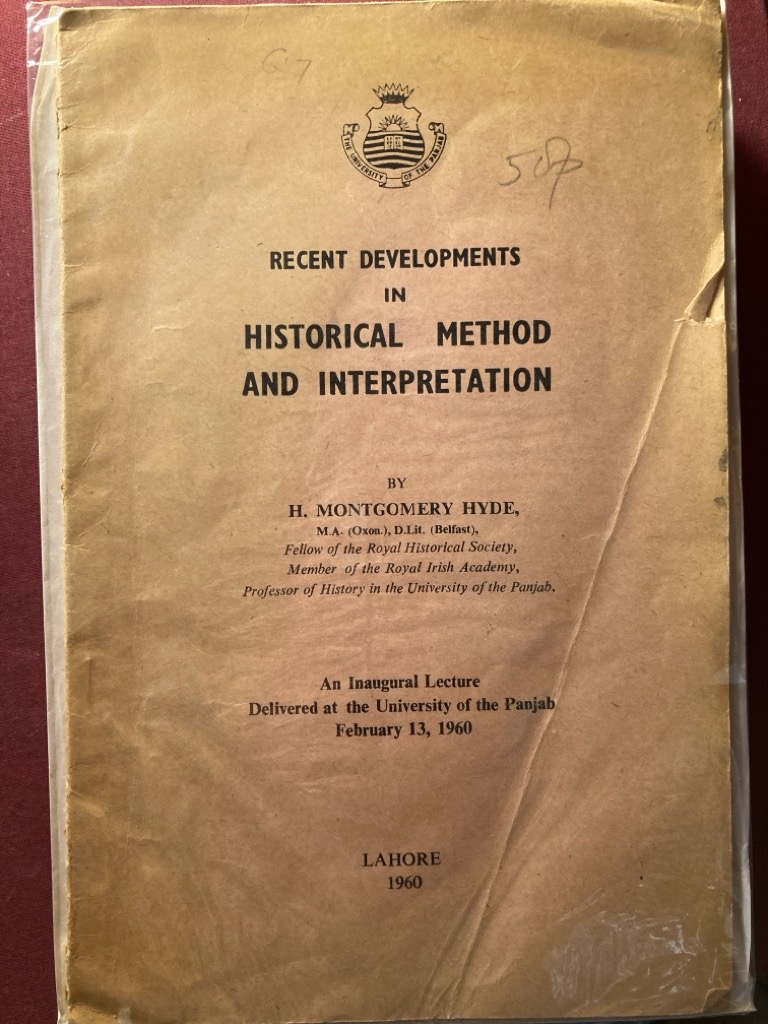 G7
THE UNIVERSITY OF THE PANJAB
50p
RECENT DEVELOPMENTS
IN
HISTORICAL METHOD
AND INTERPRETATION
BY
H. MONTGOMERY HYDE,
M.A. (Oxon.), D.Lit. (Belfast),
Fellow of the Royal Historical Society,
Member of the Royal Irish Academy,
Professor of History in the University of the Panjab.
An Inaugural Lecture
Delivered at the University of the Panjab
February 13, 1960
LAHORE
1960